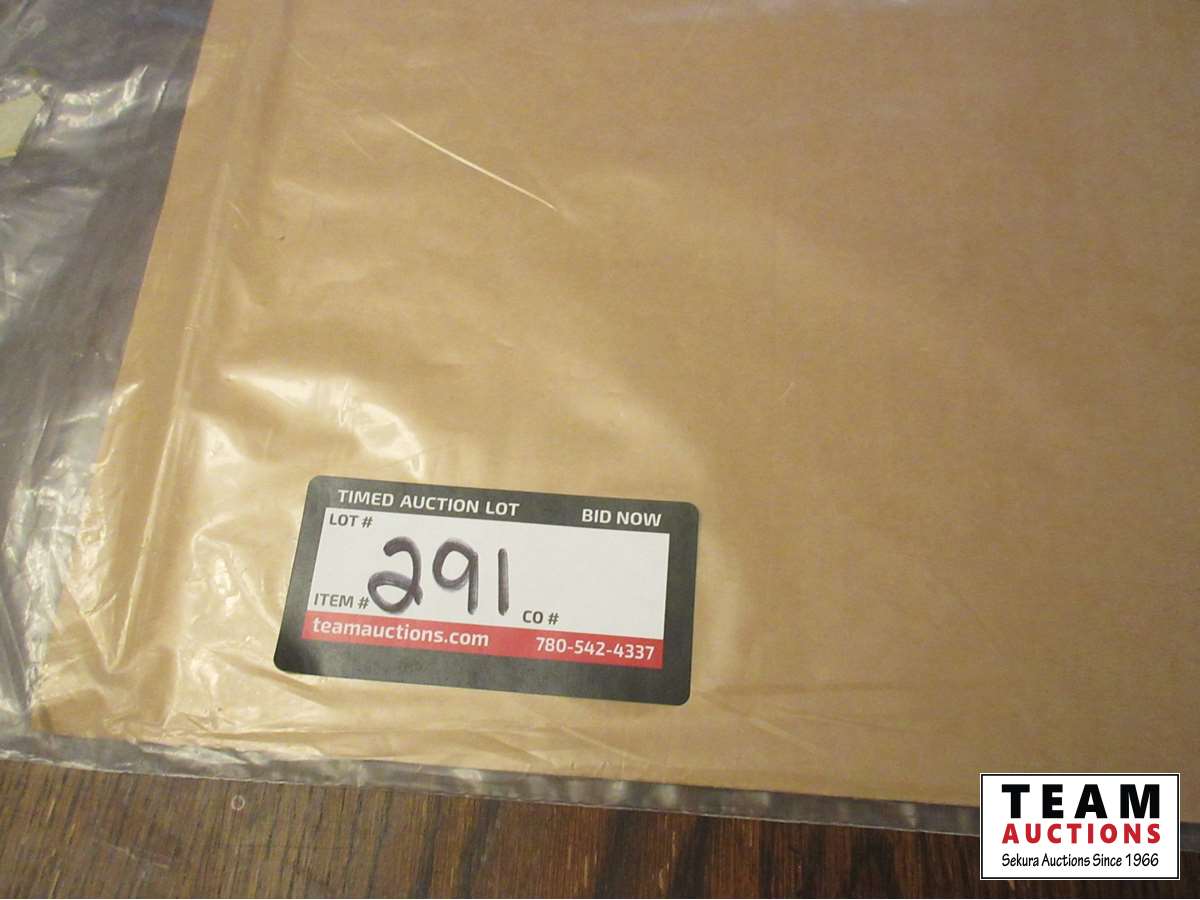 TIMED AUCTION LOT BID NOW
LOT #
291
ITEM # CO #
teamauctions.com 780-542-4337
TEAM
AUCTIONS
Sekura Auctions Since 1966